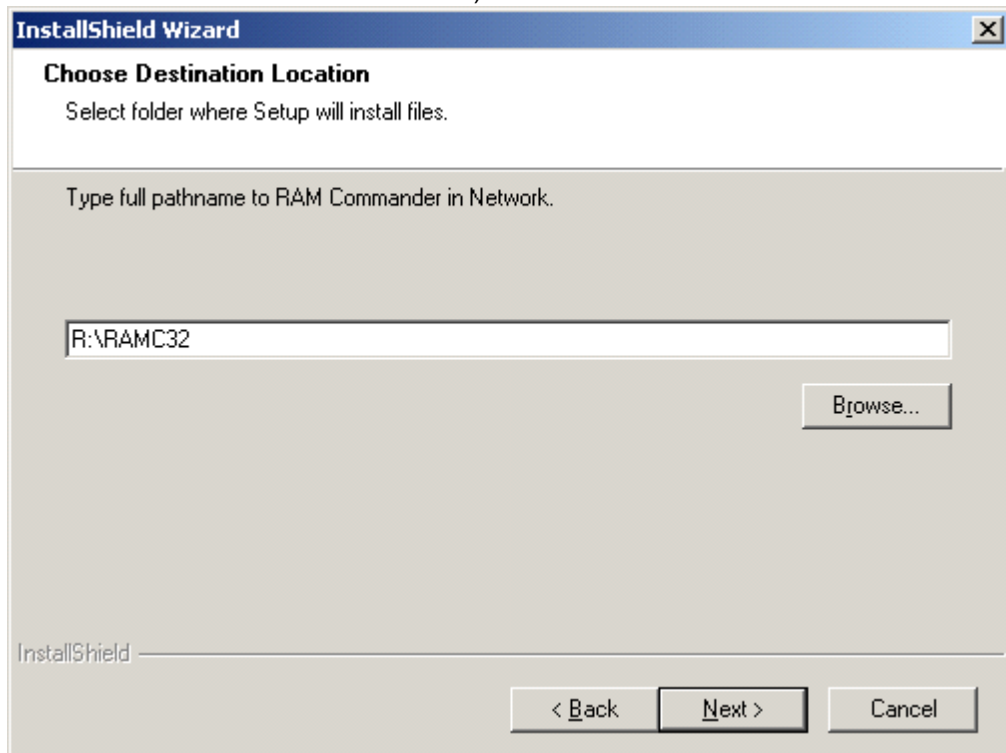 InstallShield Wizard
Choose Destination Location
Select folder where Setup will install files.
Type full pathname to RAM Commander in Network.
R:\RAMC32
Browse...
InstallShield
< Back Next > Cancel